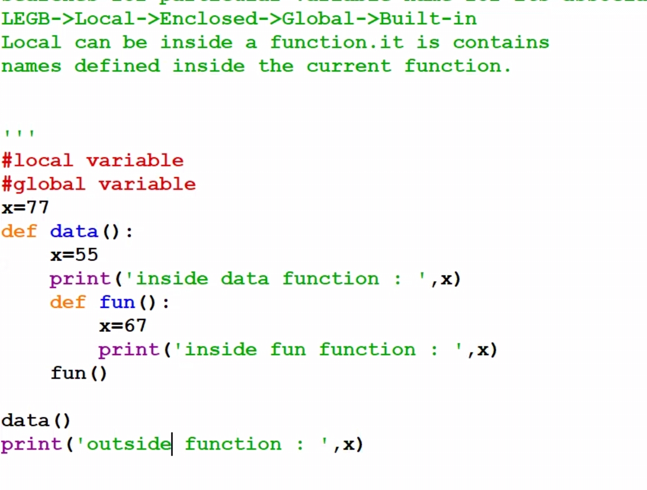 LEGB->Local->Enclosed->Global->Built-in
Local can be inside a function.it is contains
names defined inside the current function.
'''
#local variable
#global variable
x=77
def data():
    x=55
    print('inside data function : ',x)
    def fun():
        x=67
        print('inside fun function : ',x)
    fun()
data()
print('outside function : ',x)